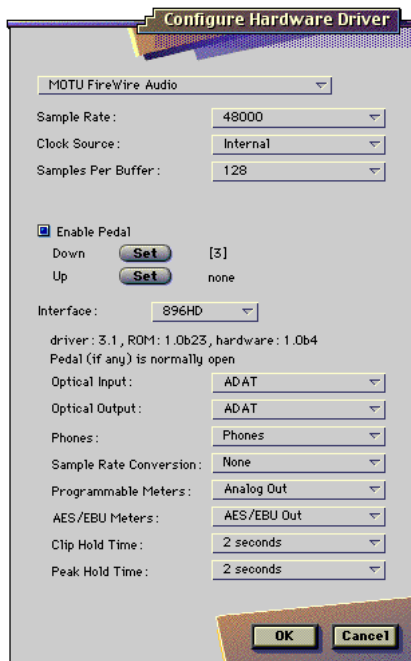 Configure Hardware Driver
MOTU FireWire Audio
Sample Rate: 48000
Clock Source: Internal
Samples Per Buffer: 128
Enable Pedal
Down Set [3]
Up Set none
Interface: 896HD
driver: 3.1, ROM: 1.0b23, hardware: 1.0b4
Pedal (if any) is normally open
Optical Input: ADAT
Optical Output: ADAT
Phones: Phones
Sample Rate Conversion: None
Programmable Meters: Analog Out
AES/EBU Meters: AES/EBU Out
Clip Hold Time: 2 seconds
Peak Hold Time: 2 seconds
OK Cancel